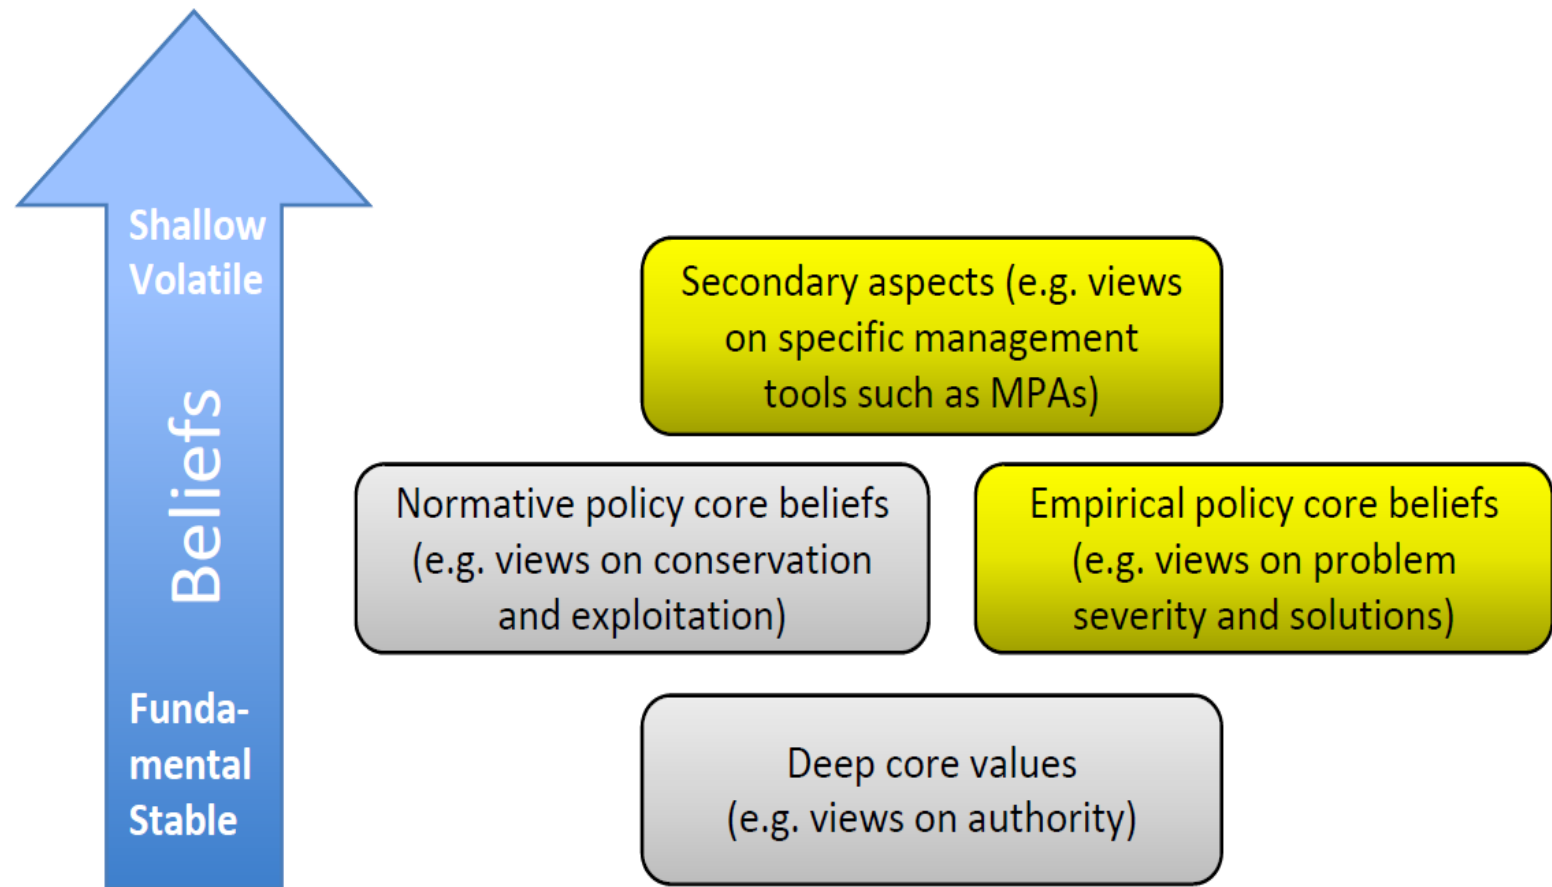 Shallow
Volatile
Beliefs
Funda-
mental
Stable
Secondary aspects (e.g. views
on specific management
tools such as MPAs)
Normative policy core beliefs
(e.g. views on conservation
and exploitation)
Empirical policy core beliefs
(e.g. views on problem
severity and solutions)
Deep core values
(e.g. views on authority)